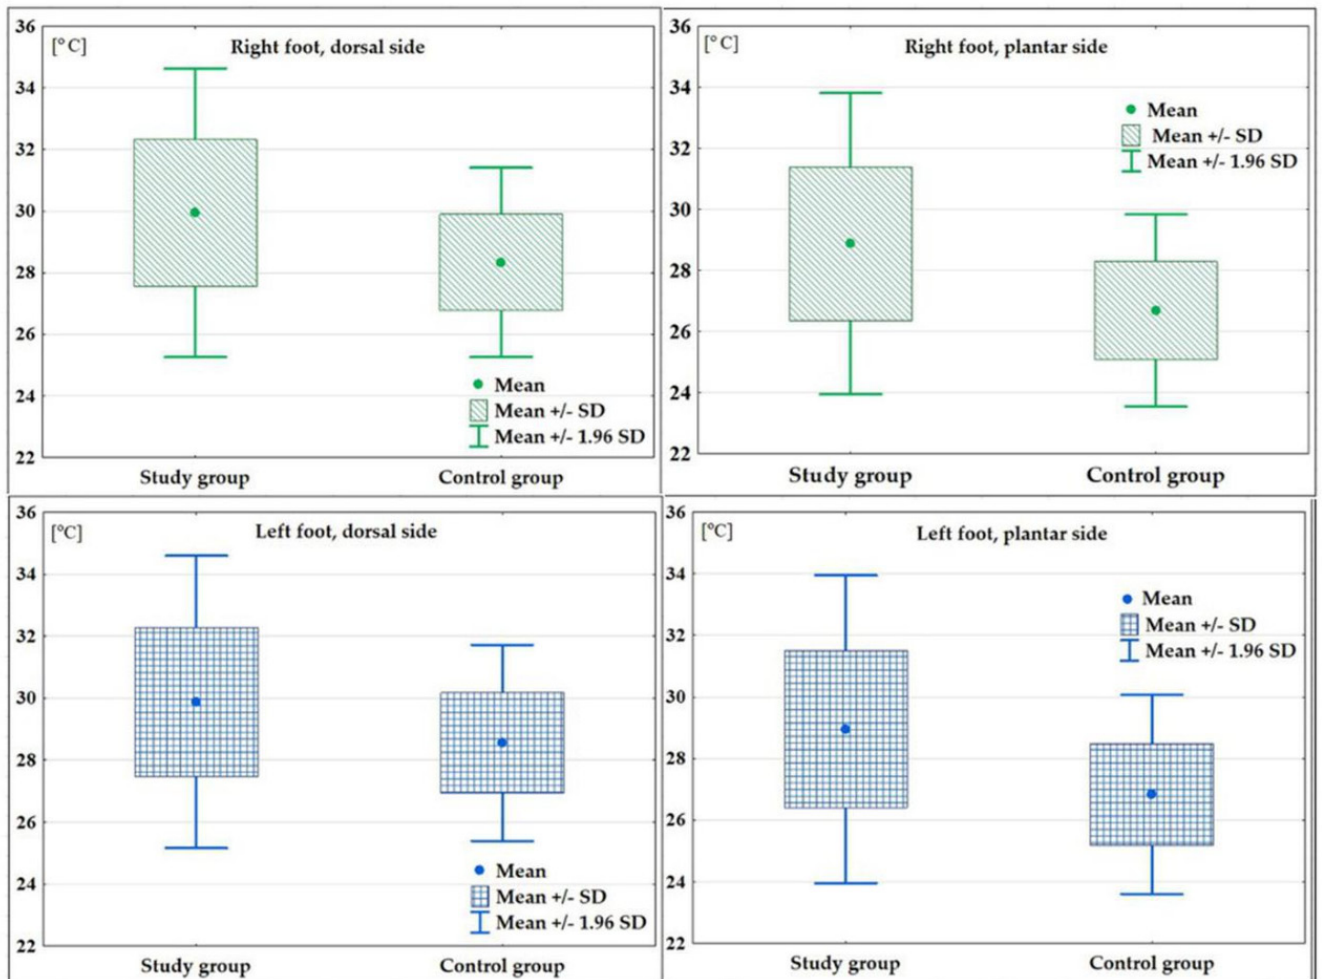 36
[°C]
Right foot, dorsal side
34
32
30
28
26
24
22
Mean
Mean +/- SD
Mean +/- 1.96 SD
Study group
Control group
36
[°C]
Right foot, plantar side
34
32
30
28
26
24
22
Mean
Mean +/- SD
Mean +/- 1.96 SD
Study group
Control group
36
[°C]
Left foot, dorsal side
34
32
30
28
26
24
22
Mean
Mean +/- SD
Mean +/- 1.96 SD
Study group
Control group
36
[°C]
Left foot, plantar side
34
32
30
28
26
24
22
Mean
Mean +/- SD
Mean +/- 1.96 SD
Study group
Control group